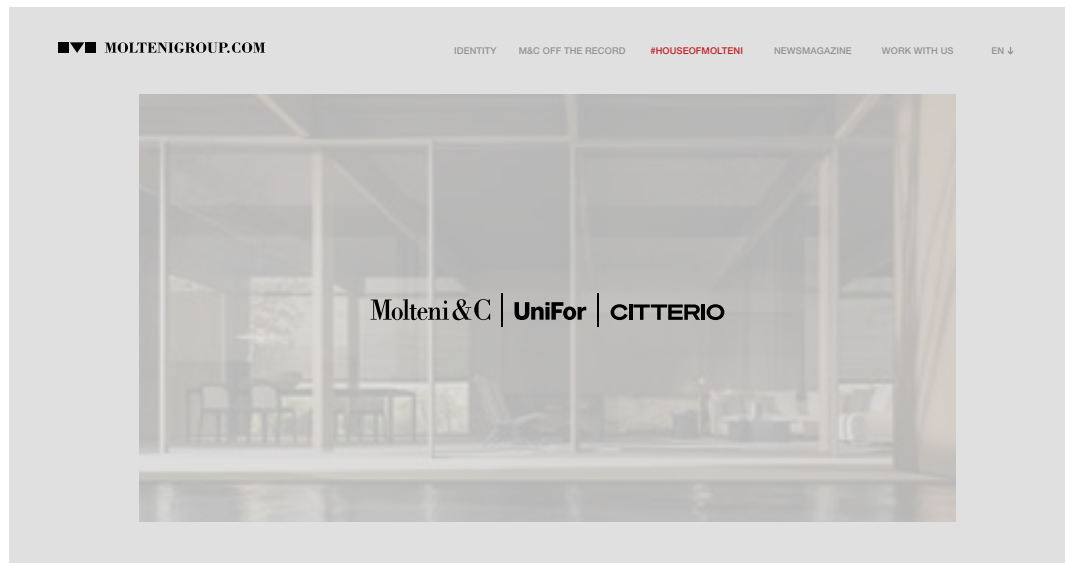 MOLTENIGROUP.COM
IDENTITY M&C OFF THE RECORD #HOUSEOFMOLTENI NEWSMAGAZINE WORK WITH US EN ↓
Molteni&C | UniFor | CITTERIO